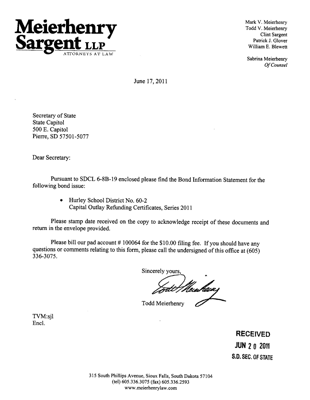 Meierhenry
Sargent LLP
ATTORNEYS AT LAW
Mark V. Meierhenry
Todd V. Meierhenry
Clint Sargent
Patrick J. Glover
William E. Blewett
Sabrina Meierhenry
Of Counsel
June 17, 2011
Secretary of State
State Capitol
500 E. Capitol
Pierre, SD 57501-5077
Dear Secretary:
Pursuant to SDCL 6-8B-19 enclosed please find the Bond Information Statement for the
following bond issue:
• Hurley School District No. 60-2
Capital Outlay Refunding Certificates, Series 2011
Please stamp date received on the copy to acknowledge receipt of these documents and
return in the envelope provided.
Please bill our pad account # 100064 for the $10.00 filing fee. If you should have any
questions or comments relating to this form, please call the undersigned of this office at (605)
336-3075.
Sincerely yours,
Todd Meierhenry
Todd Meierhenry
TVM:sjl
Encl.
RECEIVED
JUN 20 2011
S.D. SEC. OF STATE
315 South Phillips Avenue, Sioux Falls, South Dakota 57104
(tel) 605.336.3075 (fax) 605.336.2593
www.meierhenrylaw.com